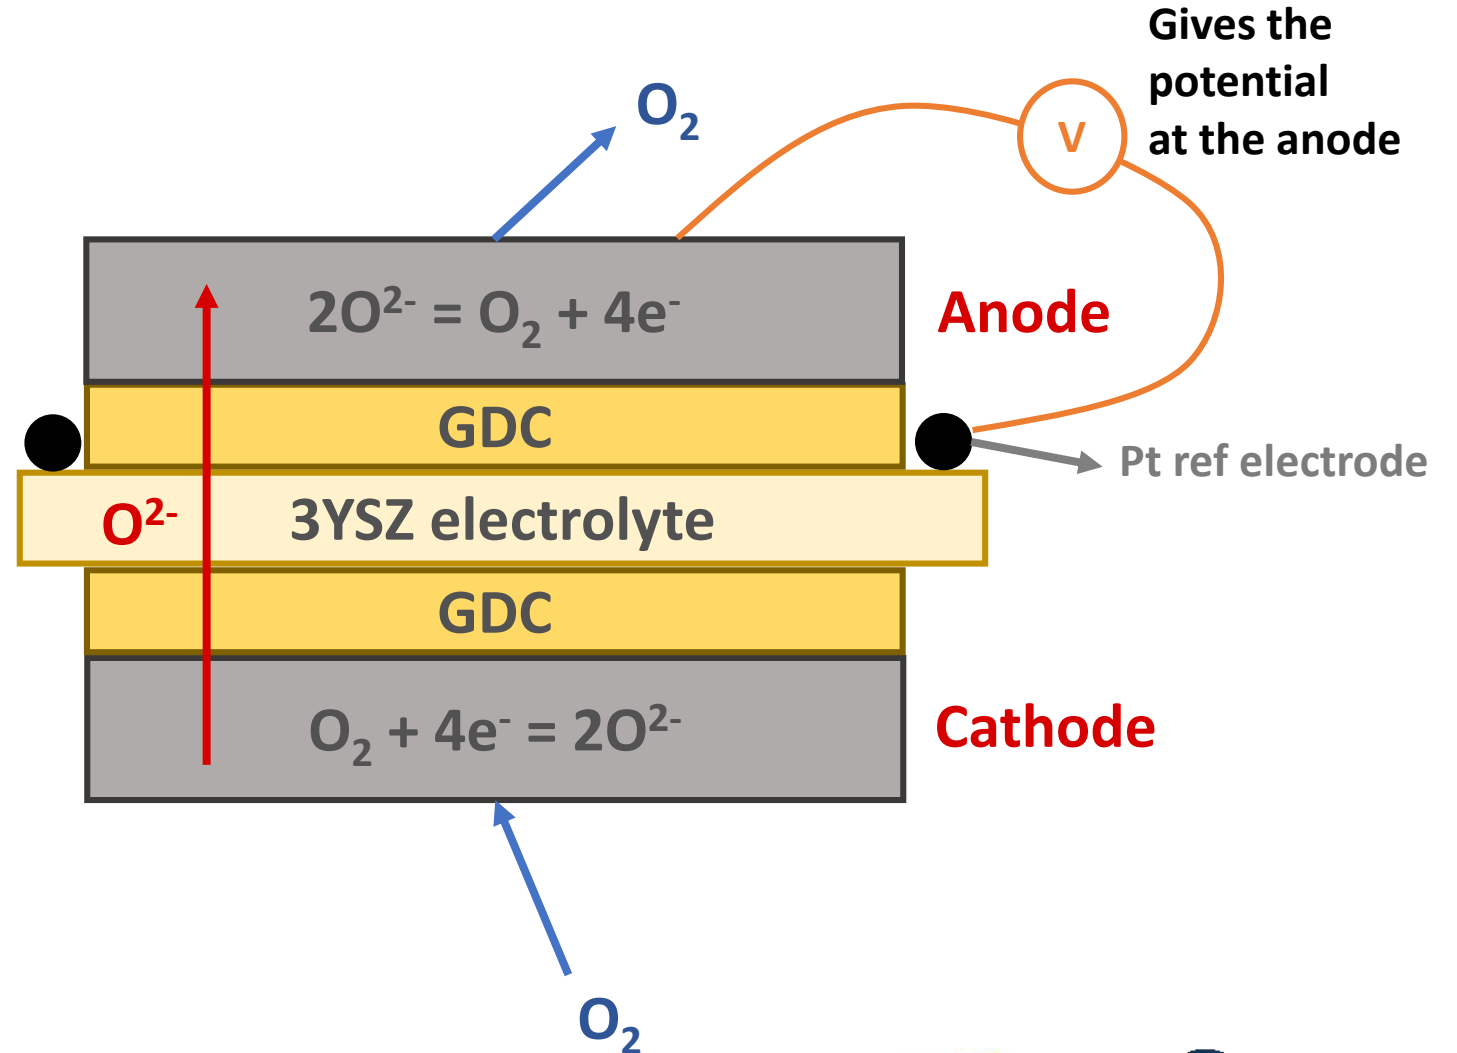 Gives the
potential
at the anode
O₂
V
2O²⁻ = O₂ + 4e⁻
Anode
GDC
Pt ref electrode
O²⁻
3YSZ electrolyte
GDC
O₂ + 4e⁻ = 2O²⁻
Cathode
O₂